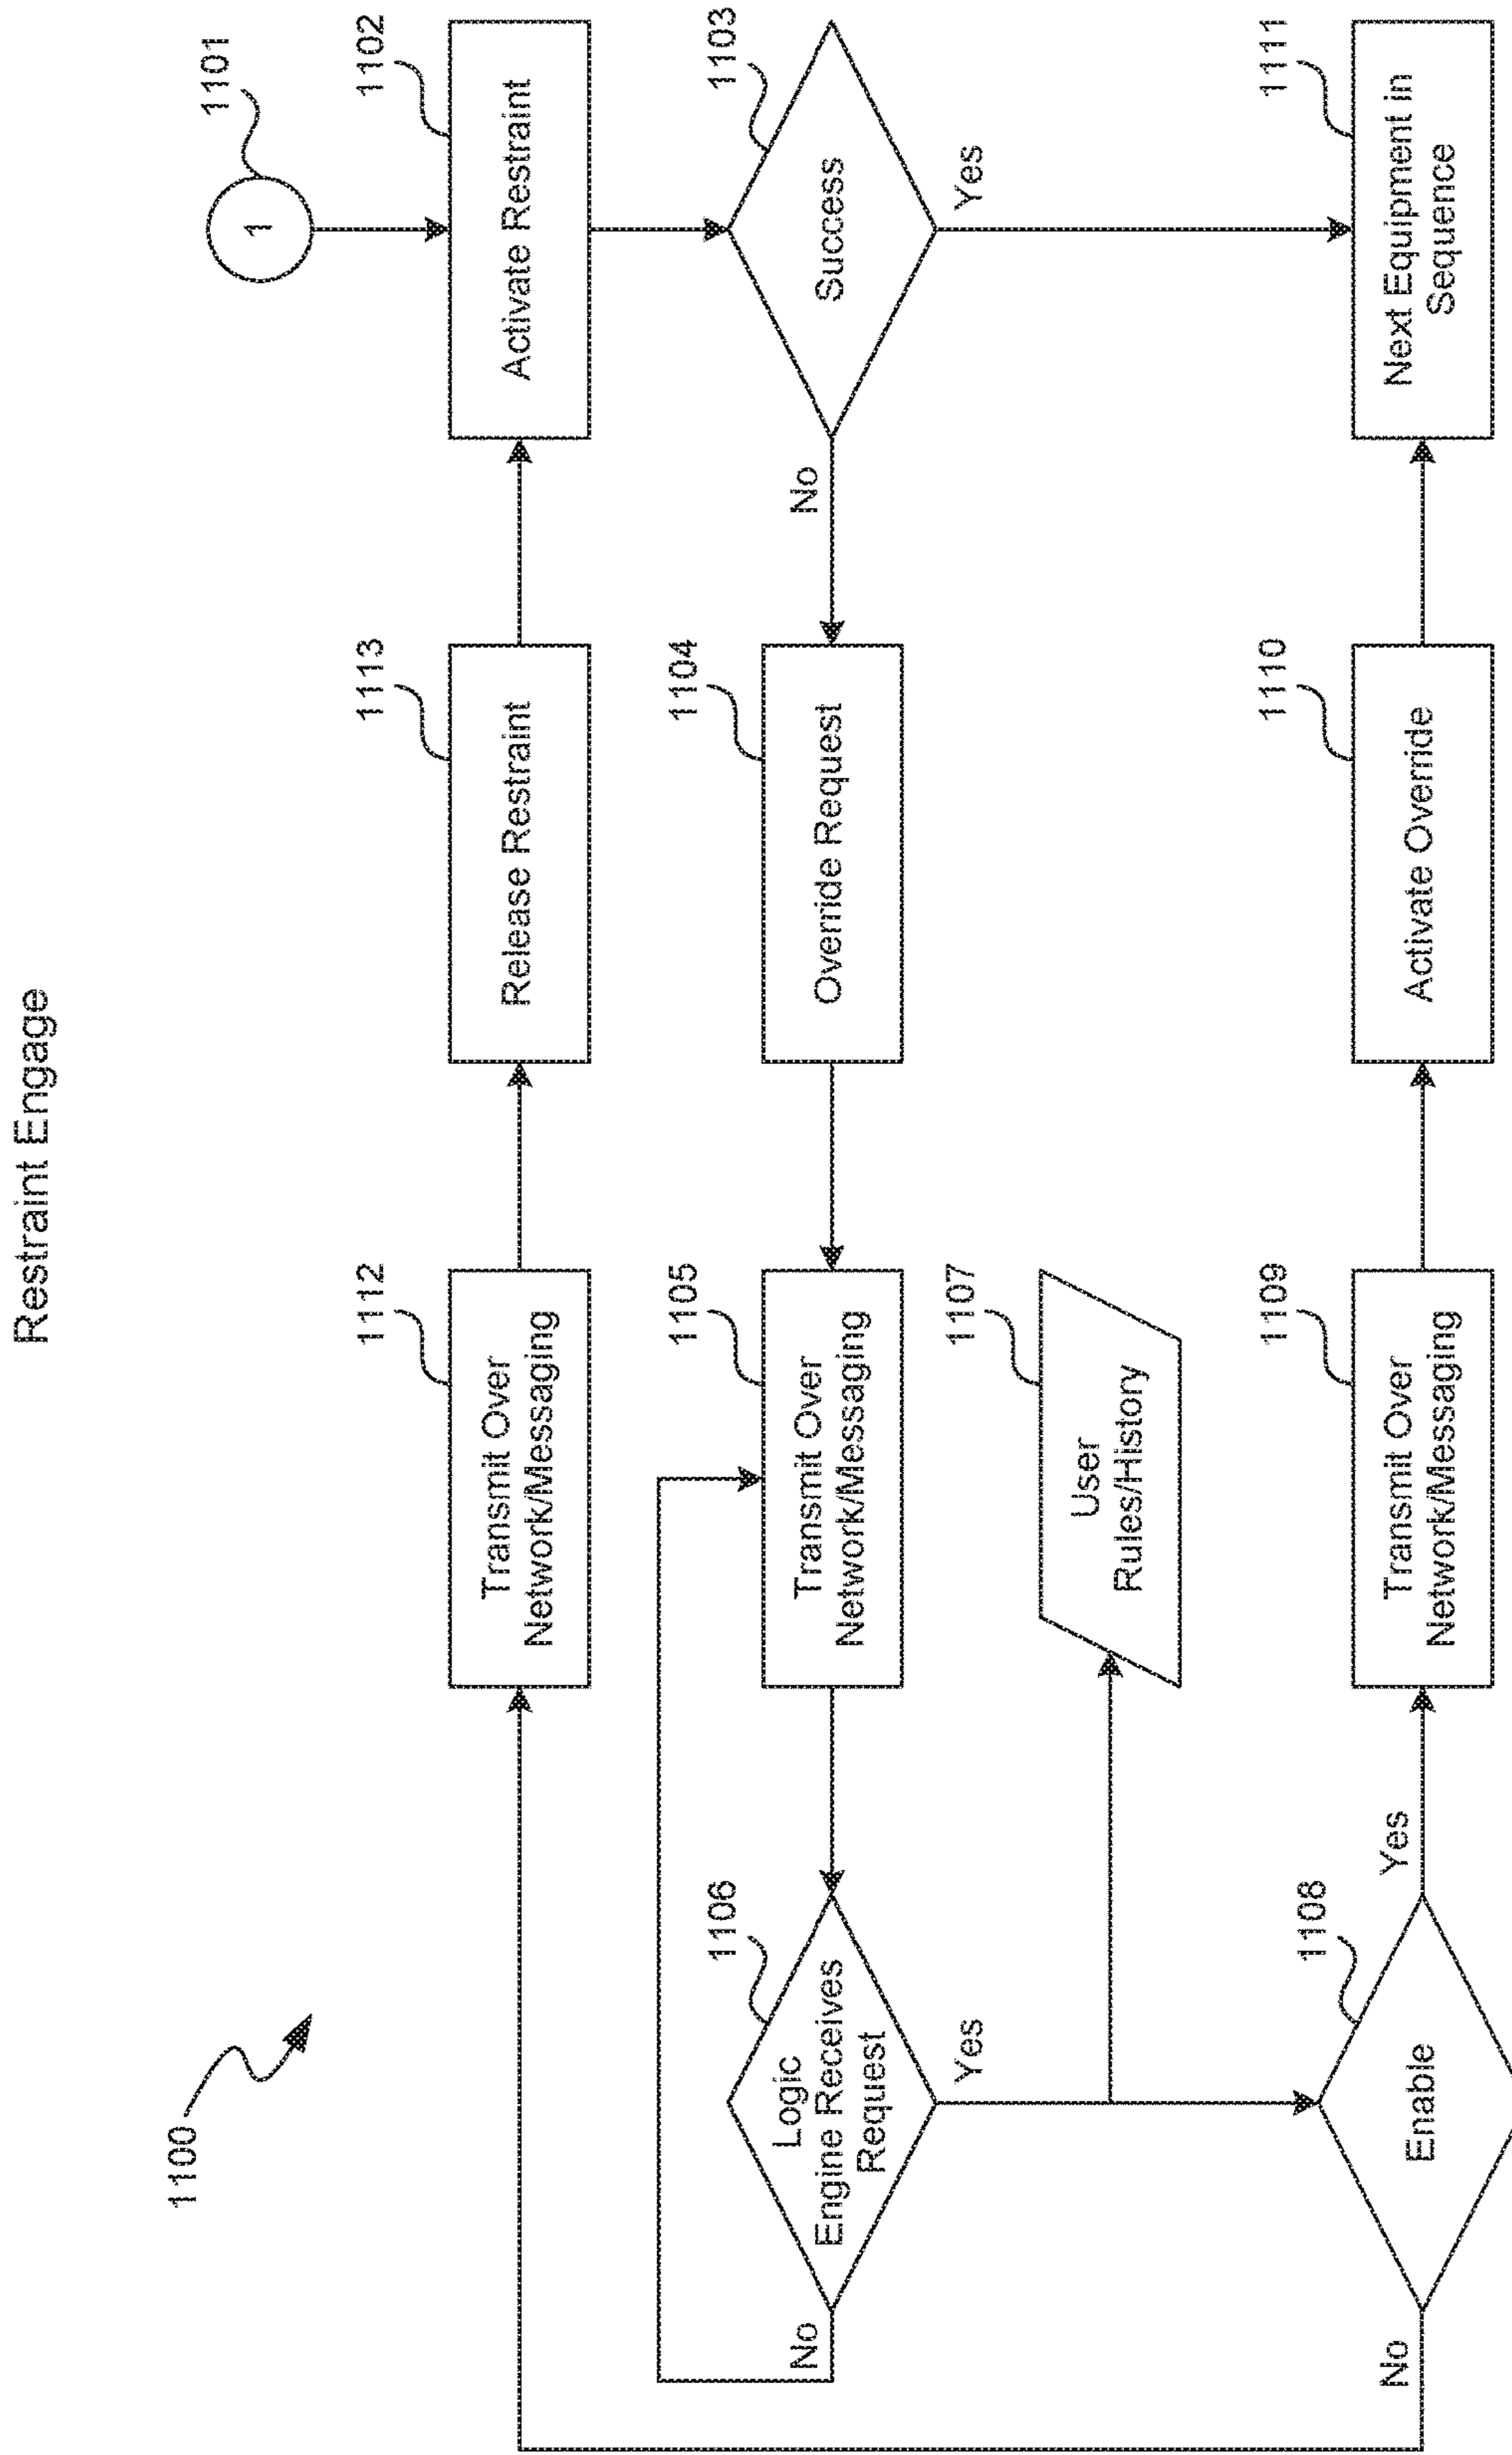 Restraint Engage
1100
1101
1
1112
Transmit Over
Network/Messaging
1113
Release Restraint
1102
Activate Restraint
1106
Logic
Engine Receives
Request
No
Yes
1105
Transmit Over
Network/Messaging
1104
Override Request
No
1103
Success
Yes
1107
User
Rules/History
1108
Enable
No
Yes
1109
Transmit Over
Network/Messaging
1110
Activate Override
1111
Next Equipment in
Sequence